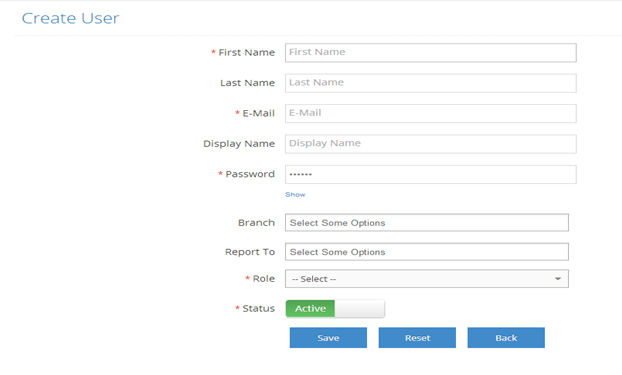 Create User
* First Name First Name
Last Name Last Name
* E-Mail E-Mail
Display Name Display Name
* Password ••••••
Show
Branch Select Some Options
Report To Select Some Options
* Role -- Select --
* Status Active
Save Reset Back